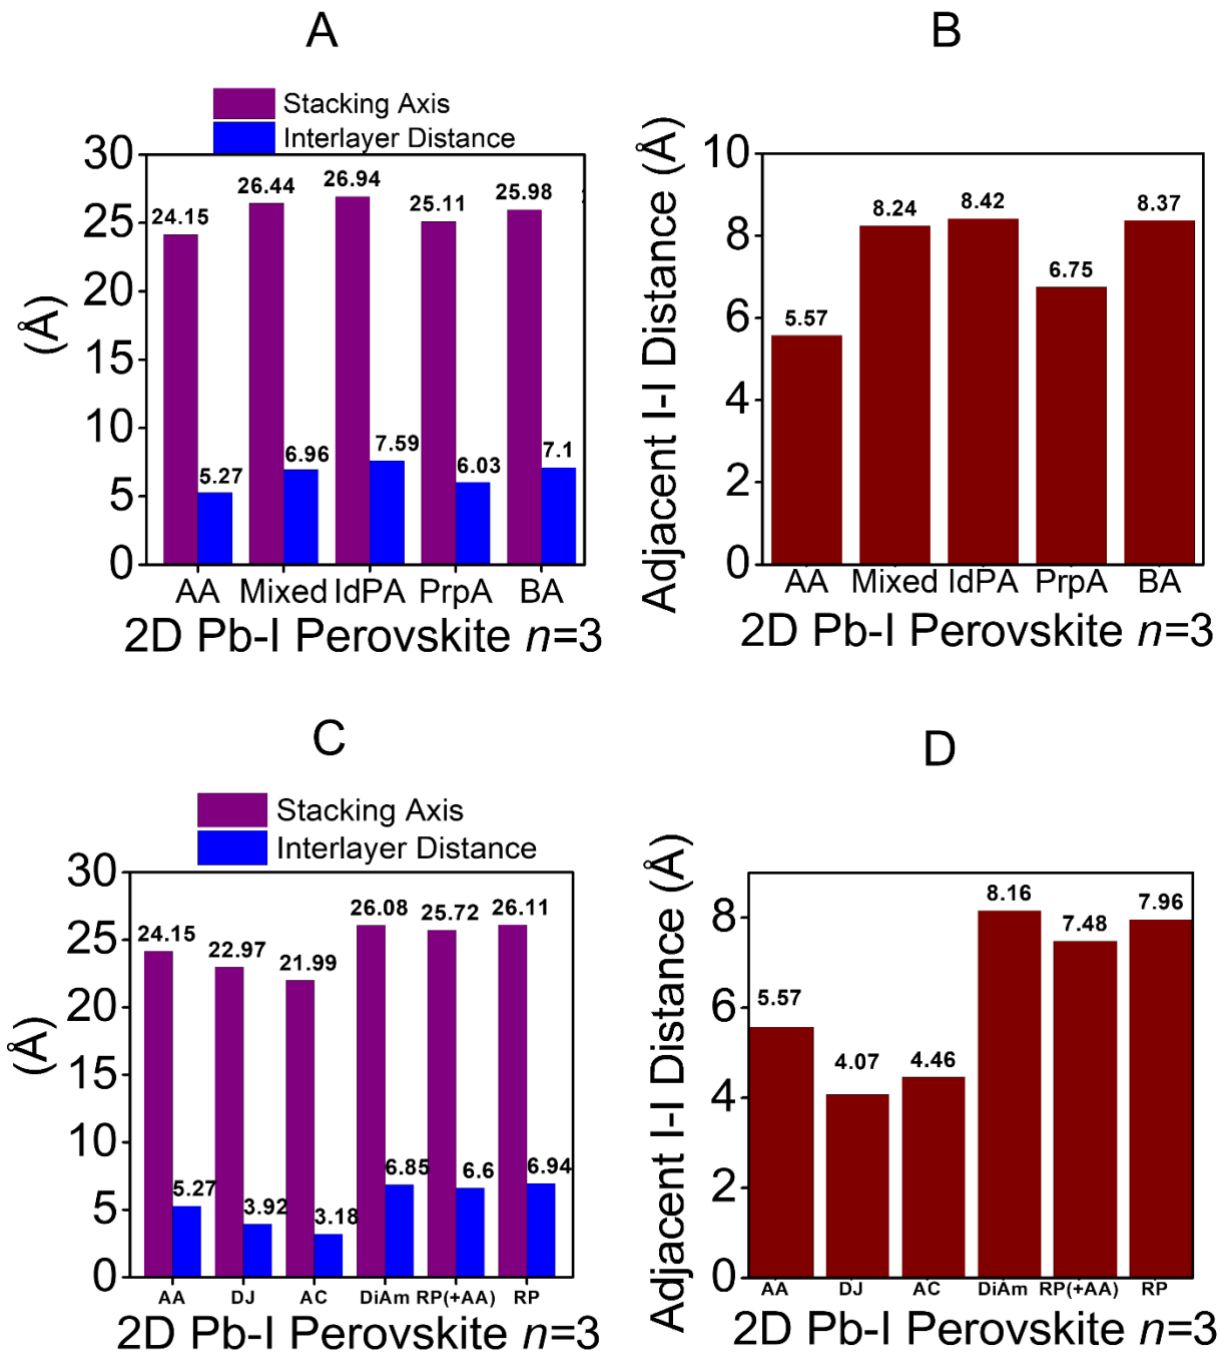 A
Stacking Axis
Interlayer Distance
30
25
20
15
10
5
0
(Å)
24.15
26.44
26.94
25.11
25.98
5.27
6.96
7.59
6.03
7.1
AA Mixed IdPA PrpA BA
2D Pb-I Perovskite n=3
B
Adjacent I-I Distance (Å)
10
8
6
4
2
0
5.57
8.24
8.42
6.75
8.37
AA Mixed IdPA PrpA BA
2D Pb-I Perovskite n=3
C
Stacking Axis
Interlayer Distance
30
25
20
15
10
5
0
(Å)
24.15
22.97
21.99
26.08
25.72
26.11
5.27
3.92
3.18
6.85
6.6
6.94
AA DJ AC DiAm RP(+AA) RP
2D Pb-I Perovskite n=3
D
Adjacent I-I Distance (Å)
8
6
4
2
0
5.57
4.07
4.46
8.16
7.48
7.96
AA DJ AC DiAm RP(+AA) RP
2D Pb-I Perovskite n=3